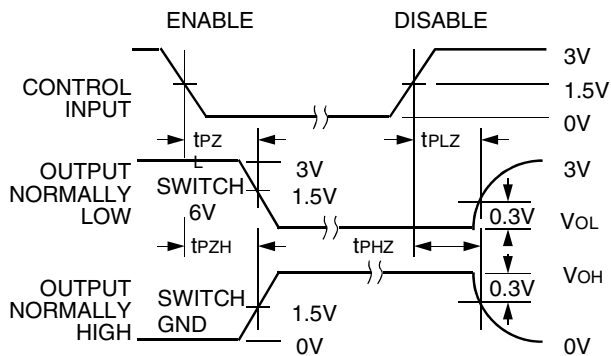 ENABLE DISABLE
CONTROL
INPUT
3V
1.5V
0V
tPZ
L
tPLZ
OUTPUT
NORMALLY
LOW
SWITCH
6V
3V
1.5V
3V
0.3V
VOL
tPZH
tPHZ
OUTPUT
NORMALLY
HIGH
SWITCH
GND
1.5V
0V
VOH
0.3V
0V